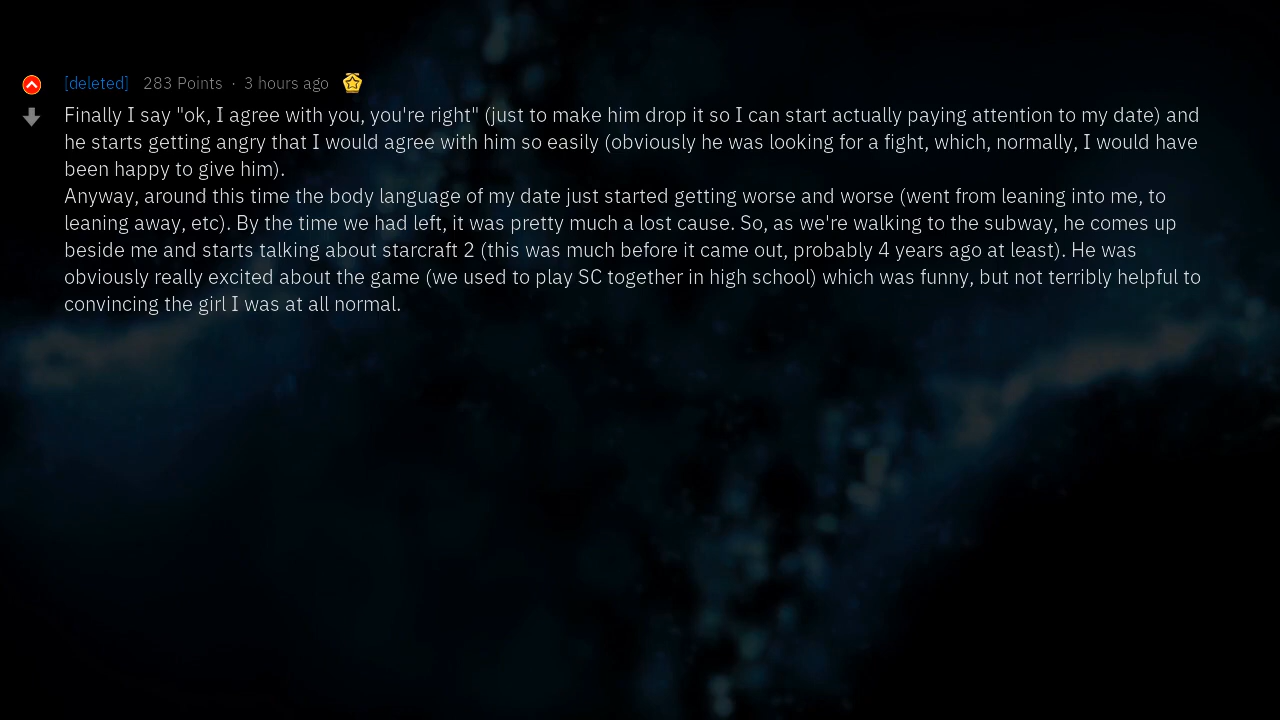 [deleted] 283 Points · 3 hours ago
Finally I say "ok, I agree with you, you're right" (just to make him drop it so I can start actually paying attention to my date) and
he starts getting angry that I would agree with him so easily (obviously he was looking for a fight, which, normally, I would have
been happy to give him).
Anyway, around this time the body language of my date just started getting worse and worse (went from leaning into me, to
leaning away, etc). By the time we had left, it was pretty much a lost cause. So, as we're walking to the subway, he comes up
beside me and starts talking about starcraft 2 (this was much before it came out, probably 4 years ago at least). He was
obviously really excited about the game (we used to play SC together in high school) which was funny, but not terribly helpful to
convincing the girl I was at all normal.